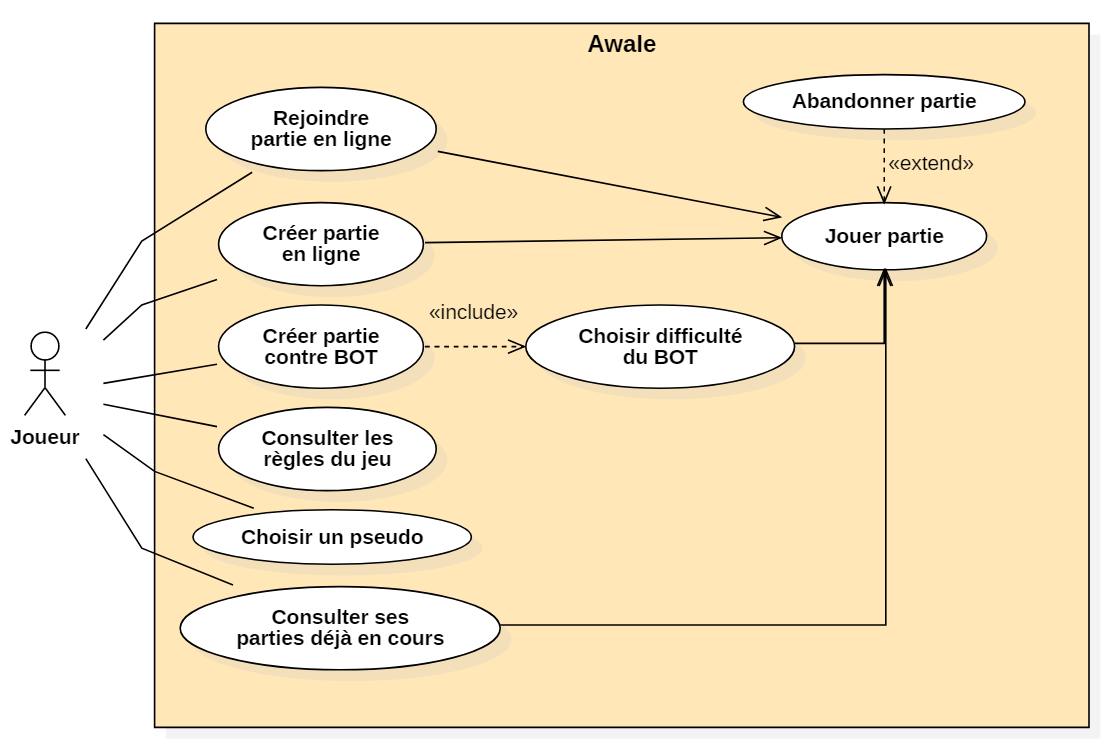 Awale
Rejoindre
partie en ligne
Abandonner partie
«extend»
Créer partie
en ligne
Jouer partie
Créer partie
contre BOT
«include»
Choisir difficulté
du BOT
Joueur
Consulter les
règles du jeu
Choisir un pseudo
Consulter ses
parties déjà en cours